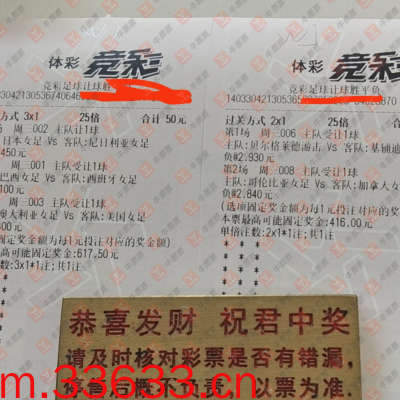 体彩 竞彩
竞彩足球让球胜
14033042130536740646
过关方式 3x1 25倍 合计 50元
周一 002 主队让1球
日本女足 Vs 客队:尼日利亚女足
450元
周一 001 主队让1球
巴西女足 Vs 客队:西班牙女足
100元
周一 003 主队受让1球
澳大利亚女足 Vs 客队:美国女足
固定奖金额为每1元投注对应的奖金额)
最高可能固定奖金:617.50元
注数:3x1*1注;共1注
体彩 竞彩
竞彩足球让球胜平负
过关方式 2x1 25倍
第1场 周一 006 主队受让1球
主队:贝尔格莱德游击 Vs 客队:基辅迪
负@2.930元
第2场 周一 008 主队受让1球
主队:哥伦比亚女足 Vs 客队:加拿大女
负@2.840元
(选项固定奖金额为每1元投注对应的奖金额
本票最高可能固定奖金:416.00元
单倍注数:2x1*1注;共1注
恭喜发财 祝君中奖
请及时核对彩票是否有错漏,
以票为准.
m.33633.cn